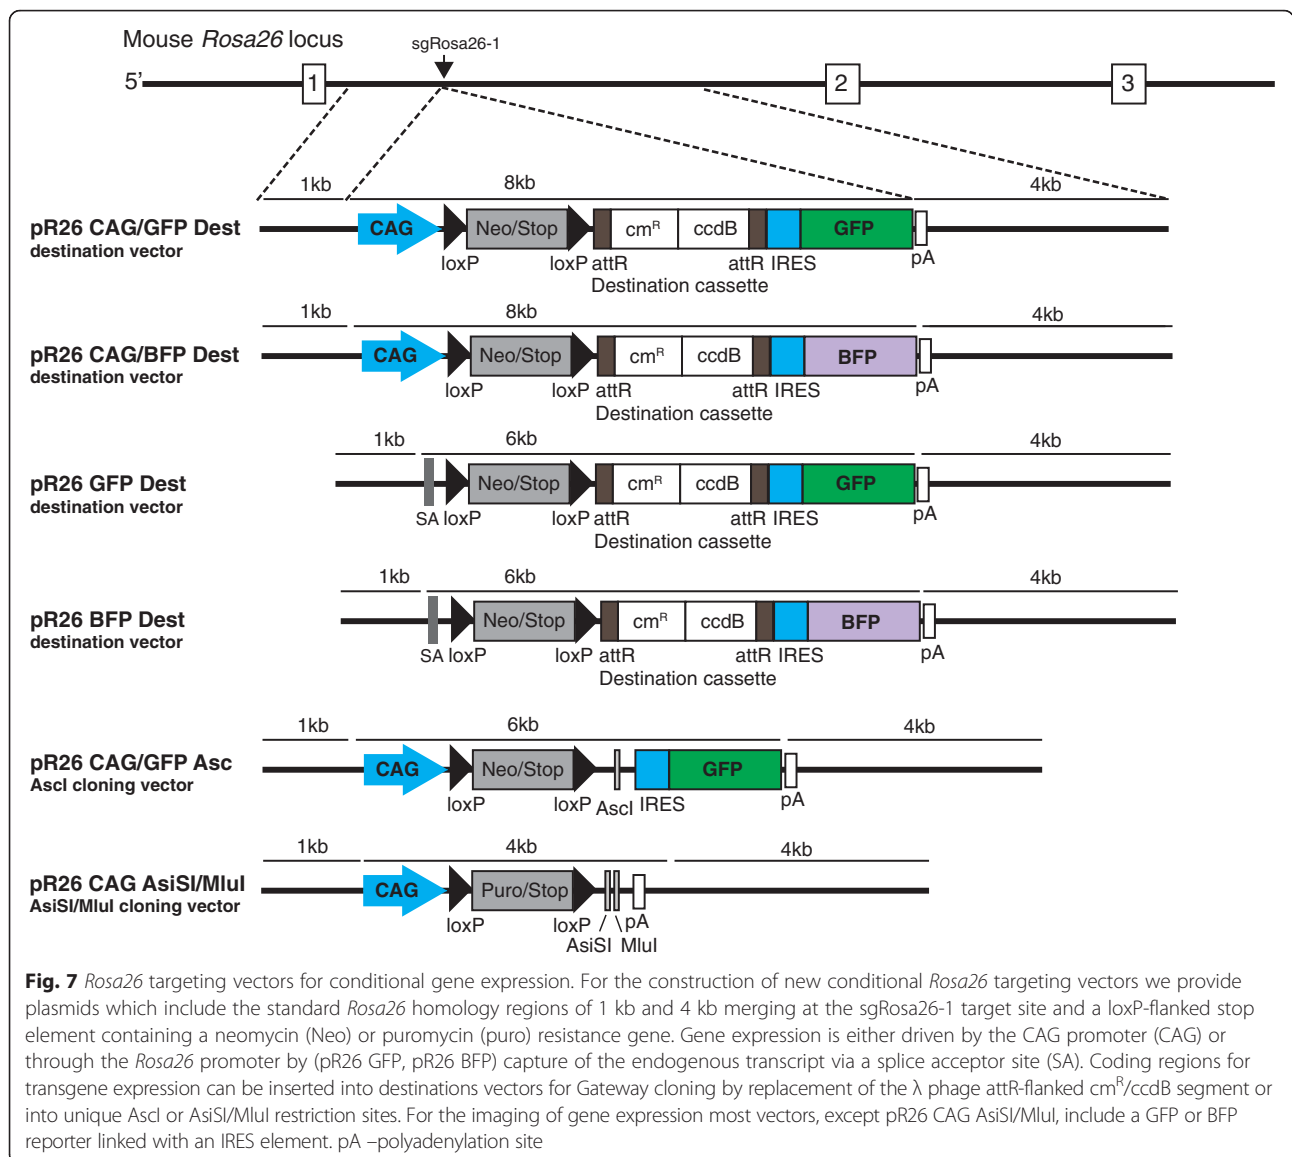 Mouse Rosa26 locus
sgRosa26-1
5’
1
2
3
1kb
8kb
4kb
pR26 CAG/GFP Dest
destination vector
CAG
Neo/Stop
cmR
ccdB
GFP
loxP
loxP
attR
attR
IRES
pA
Destination cassette
1kb
8kb
4kb
pR26 CAG/BFP Dest
destination vector
CAG
Neo/Stop
cmR
ccdB
BFP
loxP
loxP
attR
attR
IRES
pA
Destination cassette
1kb
6kb
4kb
pR26 GFP Dest
destination vector
Neo/Stop
cmR
ccdB
GFP
SA
loxP
loxP
attR
attR
IRES
pA
Destination cassette
1kb
6kb
4kb
pR26 BFP Dest
destination vector
Neo/Stop
cmR
ccdB
BFP
SA
loxP
loxP
attR
attR
IRES
pA
Destination cassette
1kb
6kb
4kb
pR26 CAG/GFP Asc
AscI cloning vector
CAG
Neo/Stop
GFP
loxP
loxP
AscI
IRES
pA
1kb
4kb
4kb
pR26 CAG AsiSI/MluI
AsiSI/MluI cloning vector
CAG
Puro/Stop
loxP
loxP
pA
AsiSI
MluI
Fig. 7 Rosa26 targeting vectors for conditional gene expression. For the construction of new conditional Rosa26 targeting vectors we provide
plasmids which include the standard Rosa26 homology regions of 1 kb and 4 kb merging at the sgRosa26-1 target site and a loxP-flanked stop
element containing a neomycin (Neo) or puromycin (puro) resistance gene. Gene expression is either driven by the CAG promoter (CAG) or
through the Rosa26 promoter by (pR26 GFP, pR26 BFP) capture of the endogenous transcript via a splice acceptor site (SA). Coding regions for
transgene expression can be inserted into destinations vectors for Gateway cloning by replacement of the λ phage attR-flanked cmR/ccdB segment or
into unique AscI or AsiSI/MluI restriction sites. For the imaging of gene expression most vectors, except pR26 CAG AsiSI/MluI, include a GFP or BFP
reporter linked with an IRES element. pA –polyadenylation site